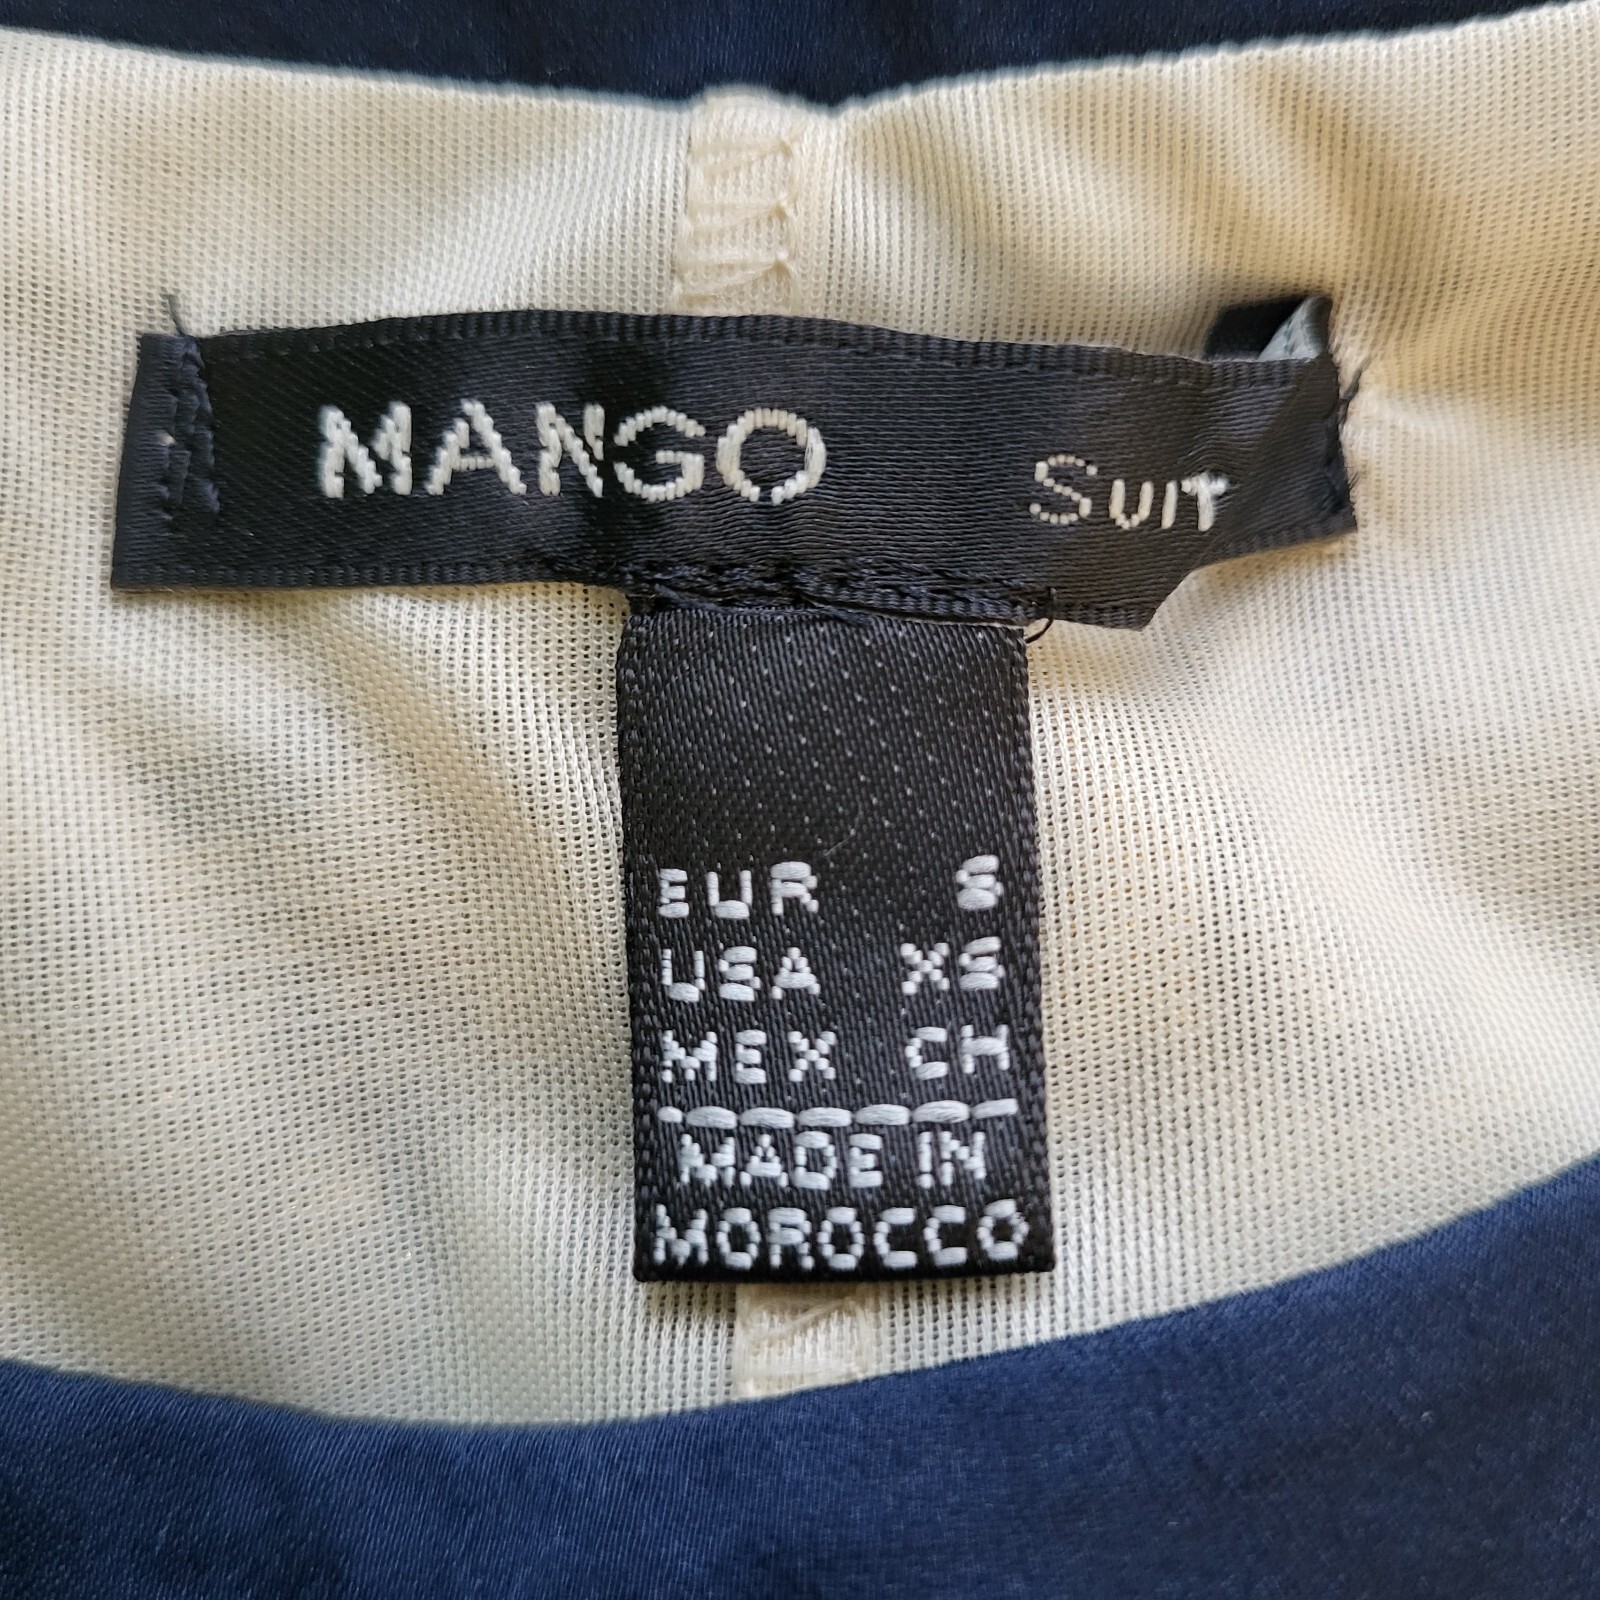 MANGO SUIT
EUR S
USA XS
MEX CH
MADE IN
MOROCCO